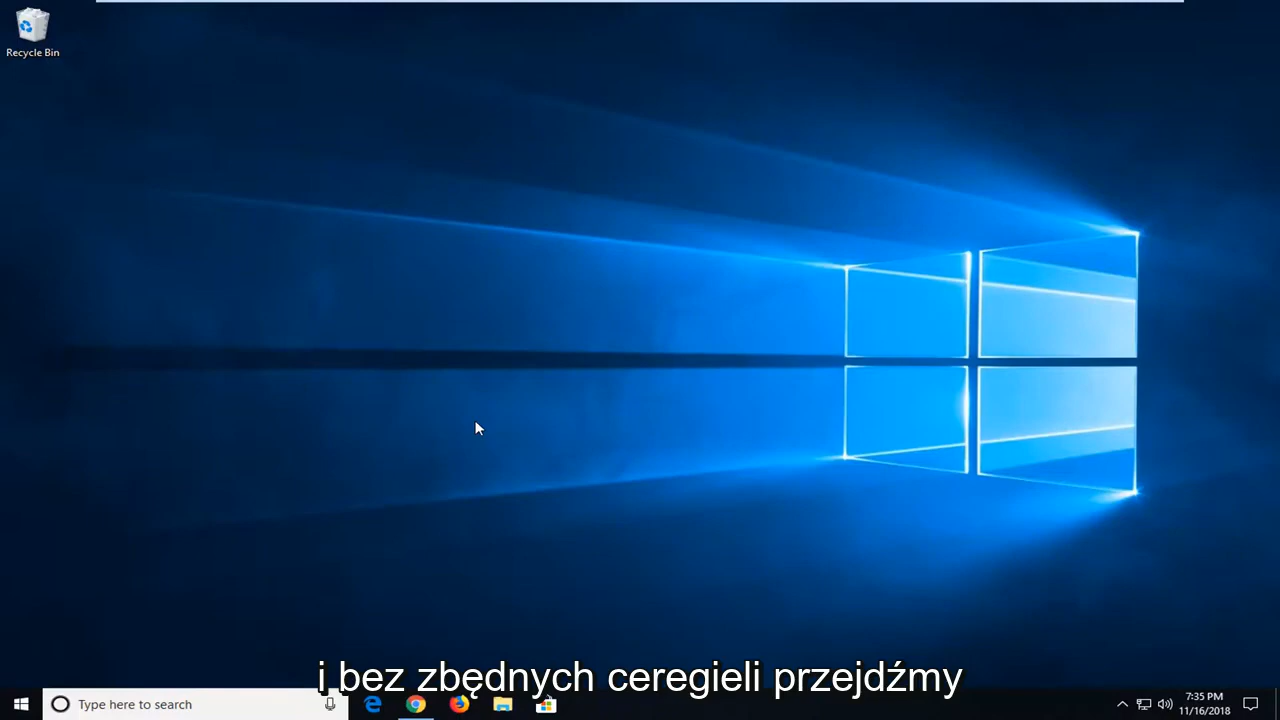 Recycle Bin
i bez zbędnych ceregieli przejdźmy
Type here to search
7:35 PM
11/16/2018